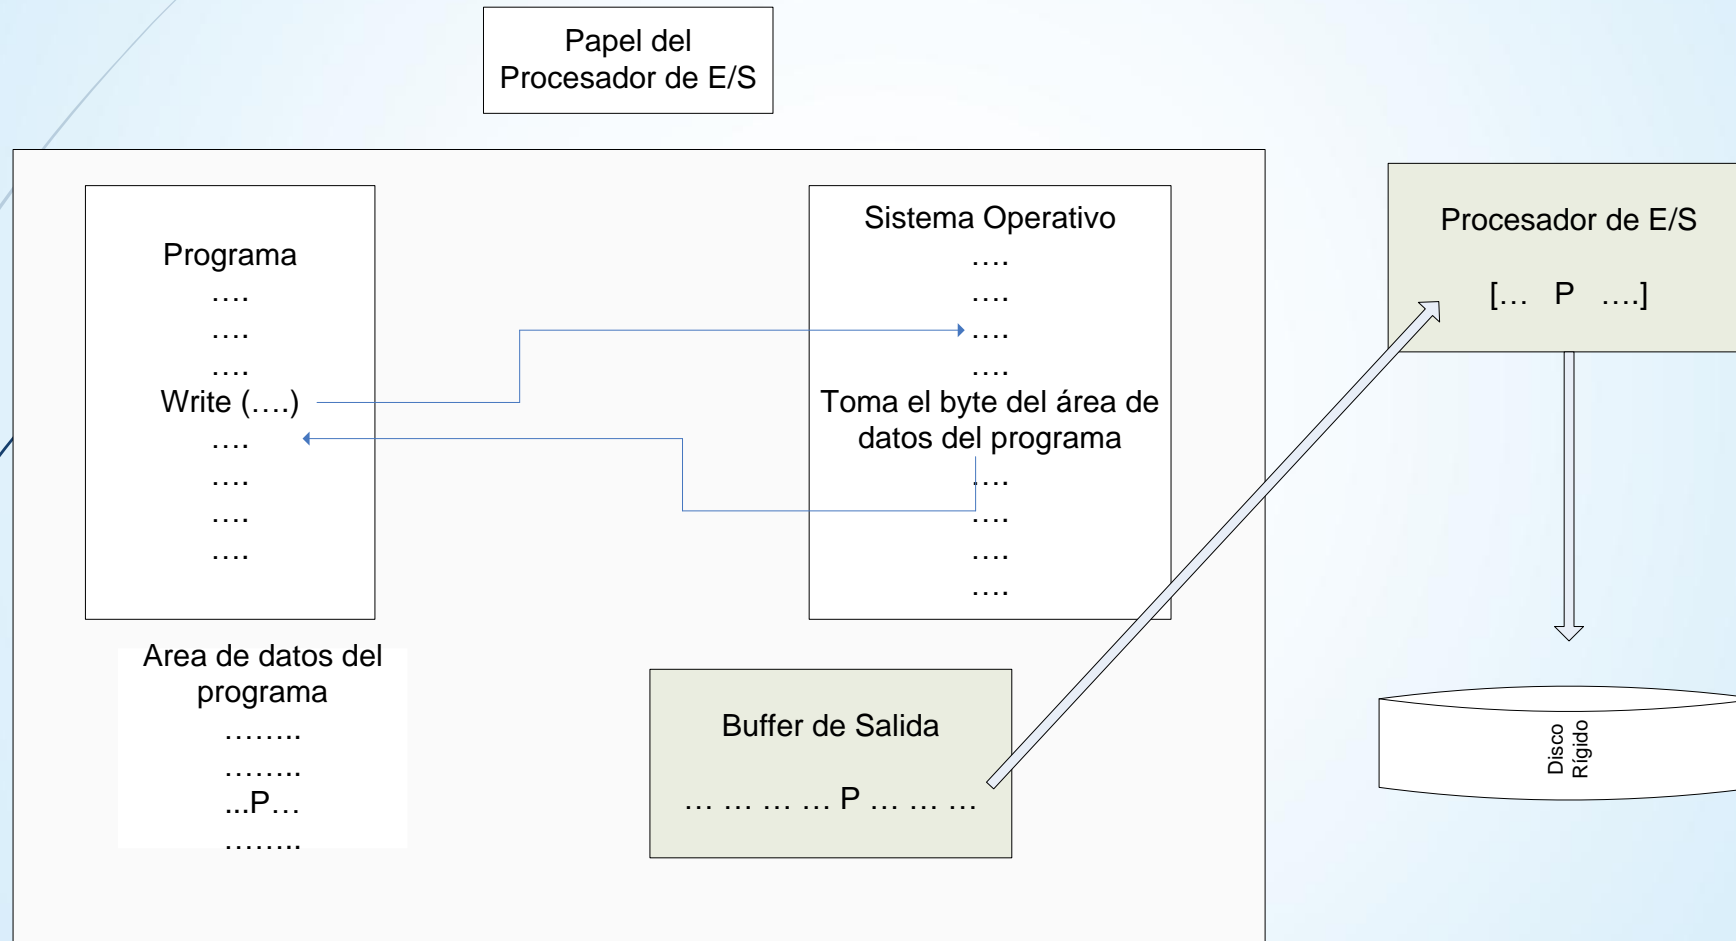 Papel del
Procesador de E/S
Programa
….
….
….
Write (….)
….
….
….
….
Sistema Operativo
….
….
….
….
Toma el byte del área de
datos del programa
….
….
….
….
Procesador de E/S
[… P ….]
Area de datos del
programa
……..
……..
...P…
……..
Buffer de Salida
… … … … P … … …
Disco
Rígido